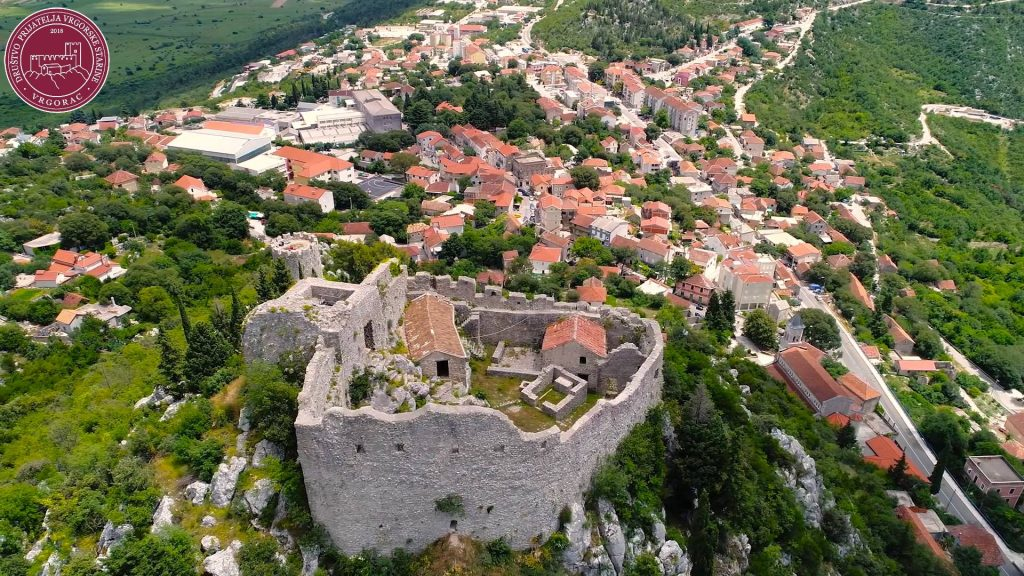 DRUŠTVO PRIJATELJA VRGORSKE STARINE
2018
VRGORAC